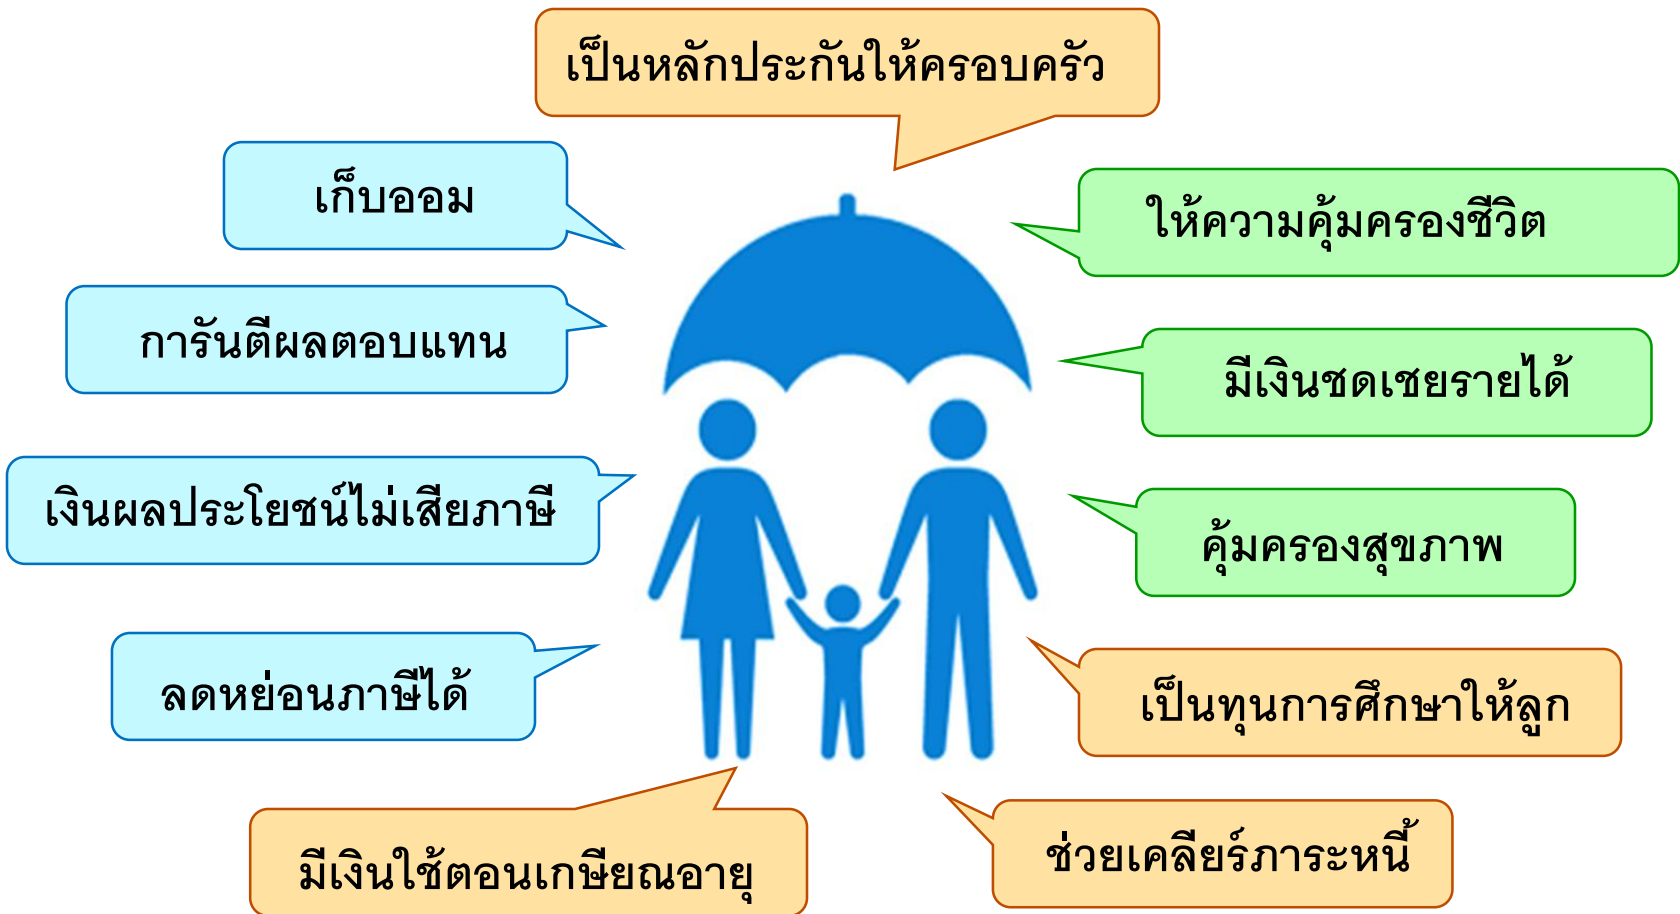 เป็นหลักประกันให้ครอบครัว
เก็บออม
ให้ความคุ้มครองชีวิต
การันตีผลตอบแทน
มีเงินชดเชยรายได้
เงินผลประโยชน์ไม่เสียภาษี
คุ้มครองสุขภาพ
ลดหย่อนภาษีได้
เป็นทุนการศึกษาให้ลูก
มีเงินใช้ตอนเกษียณอายุ
ช่วยเคลียร์ภาระหนี้